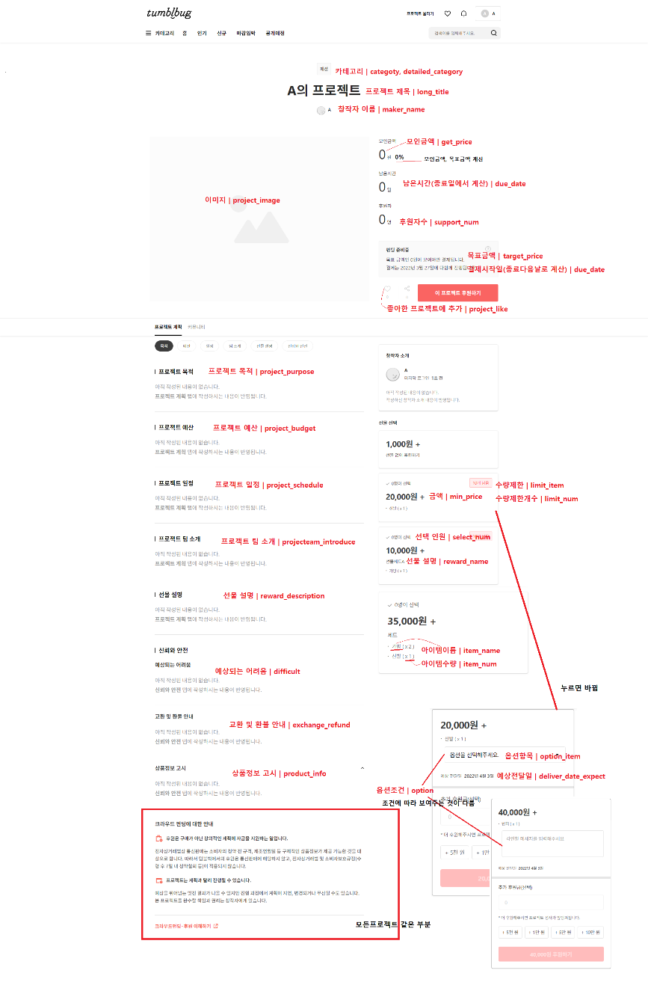 tumblbug
프로젝트 올리기
A A
카테고리 홈 인기 신규 마감임박 공개예정
검색어를 입력해주세요.
패션 카테고리 | categoty, detailed_category
A의 프로젝트 프로젝트 제목 | long_title
A 창작자 이름 | maker_name
이미지 | project_image
모인금액 모인금액 | get_price
0 원 0% 모인금액, 목표금액 계산
남은시간
0 일 남은시간(종료일에서 계산) | due_date
후원자
0 명 후원자수 | support_num
펀딩 준비중
목표 금액인 0원이 모여야만 결제됩니다. 목표금액 | target_price
결제는 2022년 3월 27일에 다함께 진행됩니다. 결제시작일(종료다음날로 계산) | due_date
이 프로젝트 후원하기
좋아한 프로젝트에 추가 | project_like
프로젝트 계획 커뮤니티
목적 예산 일정 팀 소개 선물 설명 신뢰와 안전
프로젝트 목적 프로젝트 목적 | project_purpose
아직 작성된 내용이 없습니다.
프로젝트 계획 탭에 작성하시는 내용이 반영됩니다.
프로젝트 예산 프로젝트 예산 | project_budget
아직 작성된 내용이 없습니다.
프로젝트 계획 탭에 작성하시는 내용이 반영됩니다.
프로젝트 일정 프로젝트 일정 | project_schedule
아직 작성된 내용이 없습니다.
프로젝트 계획 탭에 작성하시는 내용이 반영됩니다.
프로젝트 팀 소개 프로젝트 팀 소개 | projecteam_introduce
아직 작성된 내용이 없습니다.
프로젝트 계획 탭에 작성하시는 내용이 반영됩니다.
선물 설명 선물 설명 | reward_description
아직 작성된 내용이 없습니다.
프로젝트 계획 탭에 작성하시는 내용이 반영됩니다.
신뢰와 안전
예상되는 어려움 예상되는 어려움 | difficult
아직 작성된 내용이 없습니다.
신뢰와 안전 탭에 작성하시는 내용이 반영됩니다.
교환 및 환불 안내 교환 및 환불 안내 | exchange_refund
아직 작성된 내용이 없습니다.
신뢰와 안전 탭에 작성하시는 내용이 반영됩니다.
상품정보 고시 상품정보 고시 | product_info
아직 작성된 내용이 없습니다.
신뢰와 안전 탭에 작성하시는 내용이 반영됩니다.
크라우드 펀딩에 대한 안내
후원은 구매가 아닌 창의적인 계획에 자금을 지원하는 일입니다.
전자상거래법상 통신판매는 소비자의 청약 전 규격, 제조연월일 등 구체적인 상품정보가 제공 가능한 것을 대
상으로 합니다. 따라서 텀블벅에서의 후원은 통신판매에 해당하지 않고, 전자상거래법 및 소비자보호규정(수
령 후 7일 내 청약철회 등)이 적용되지 않습니다.
프로젝트는 계획과 달리 진행될 수 있습니다.
예상을 뛰어넘는 멋진 결과가 나올 수 있지만 진행 과정에서 계획이 지연, 변경되거나 무산될 수도 있습니다.
본 프로젝트를 완수할 책임과 권리는 창작자에게 있습니다.
크라우드펀딩-후원 이해하기
모든프로젝트 같은 부분
창작자 소개
A
마지막 로그인 1초 전
아직 작성된 내용이 없습니다.
작성하신 창작자 소개 내용이 반영됩니다.
선물 선택
1,000원 +
선물 없이 후원하기
0명이 선택
수량제한 | limit_item
20,000원 + 금액 | min_price 수량제한개수 | limit_num
신발 ( x 1 )
0명이 선택 선택 인원 | select_num
10,000원 +
선물세트A 선물 설명 | reward_name
가방 ( x 1 )
0명이 선택
35,000원 +
세트
가방 ( x 2 )
아이템이름 | item_name
신발 ( x 1 )
아이템수량 | item_num
누르면 바뀜
20,000원 +
신발 ( x 1 )
옵션을 선택해주세요. 옵션항목 | option_item
예상 전달일 2022년 4월 3일 예상전달일 | deliver_date_expect
옵션조건 | option
추가 후원금(선택)
조건에 따라 보여주는 것이 다름
0
* 더 후원해주시면 프로젝
+ 5천 원 + 1만
40,000원 +
반지 ( x 1 )
각인할 메세지를 입력해주세요
예상 전달일 2022년 4월 3일
추가 후원금(선택)
0
* 더 후원해주시면 프로젝트 성사가 앞당겨집니다.
+ 5천 원 + 1만 원 + 5만 원 + 10만 원
40,000원 후원하기